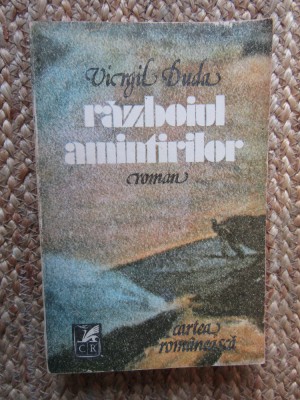 Virgil Duda
războiul
amintirilor
roman
cartea
românească
CR